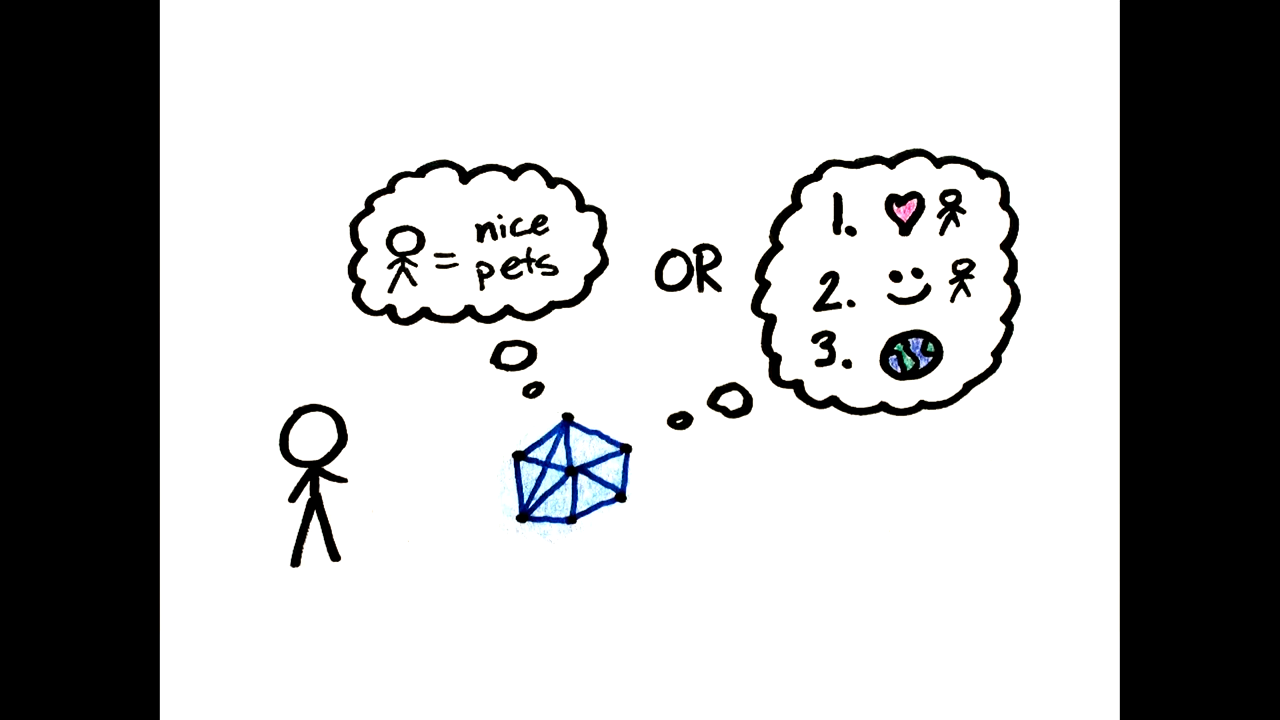 = nice
pets
OR
1.
2.
3.